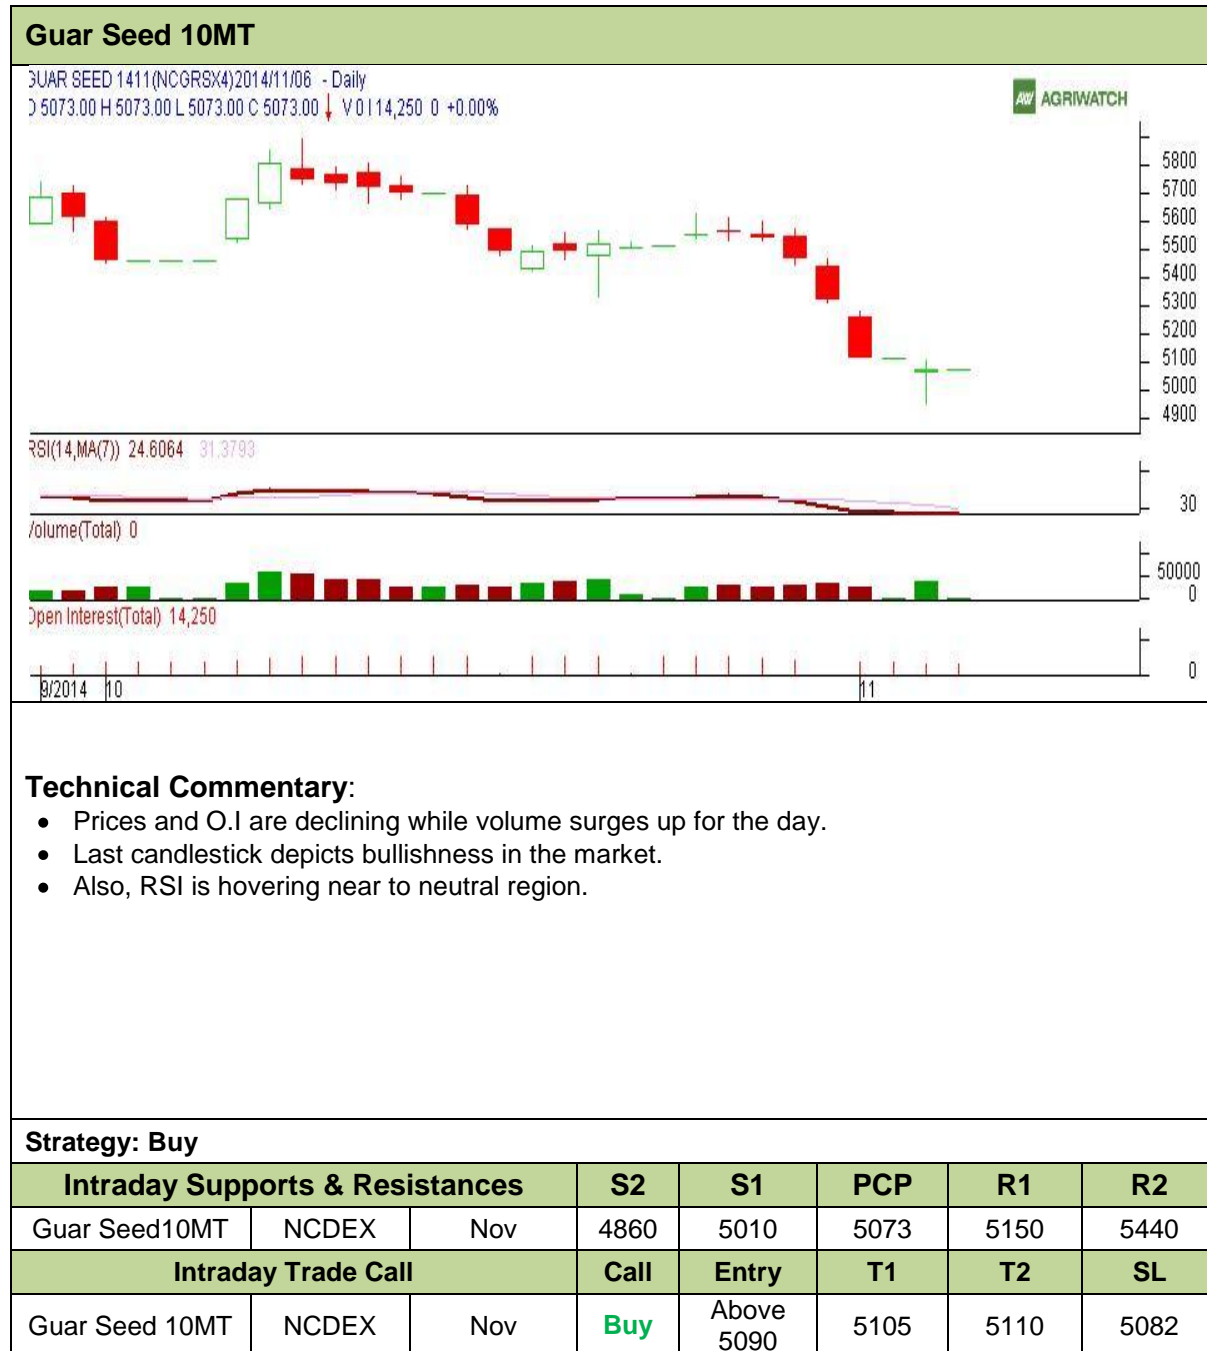 Guar Seed 10MT
GUAR SEED 1411(NCGRSX4)2014/11/06 - Daily
O 5073.00 H 5073.00 L 5073.00 C 5073.00 V 0 I 14,250 0 +0.00%
AW AGRIWATCH
5800
5700
5600
5500
5400
5300
5200
5100
5000
4900
RSI(14,MA(7)) 24.6064 31.3793
30
Volume(Total) 0
50000
0
Open Interest(Total) 14,250
0
9/2014 10 11
Technical Commentary:
• Prices and O.I are declining while volume surges up for the day.
• Last candlestick depicts bullishness in the market.
• Also, RSI is hovering near to neutral region.
Strategy: Buy
Intraday Supports & Resistances S2 S1 PCP R1 R2
Guar Seed10MT NCDEX Nov 4860 5010 5073 5150 5440
Intraday Trade Call Call Entry T1 T2 SL
Guar Seed 10MT NCDEX Nov Buy Above 5090 5105 5110 5082